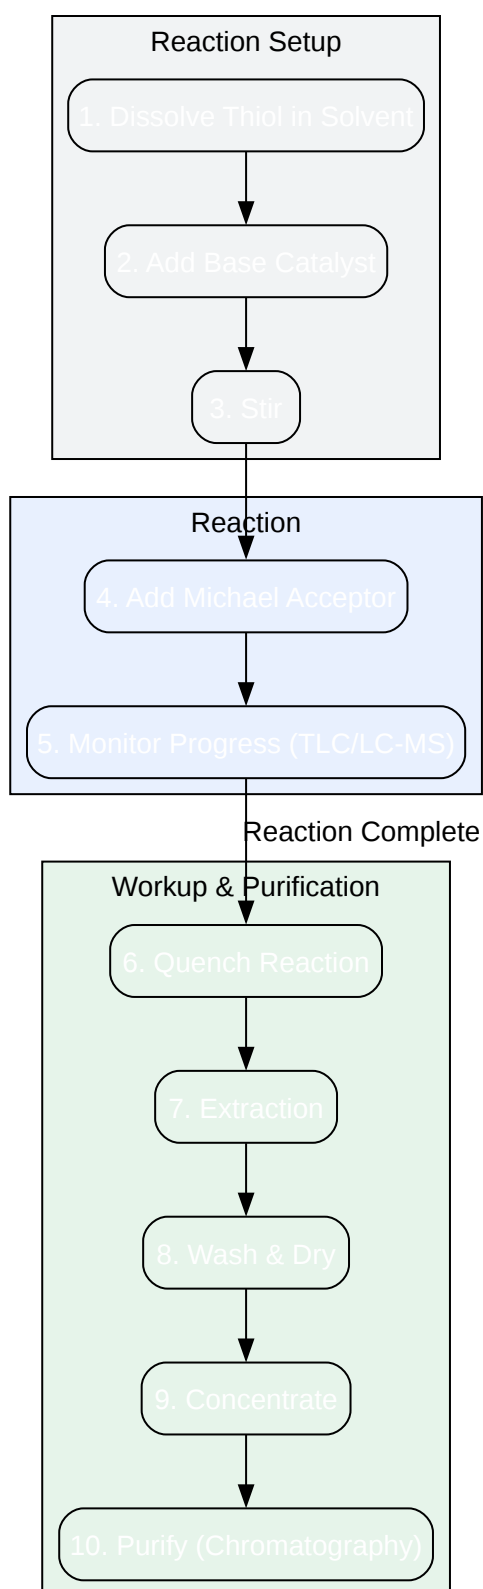 Reaction Setup
1. Dissolve Thiol in Solvent
2. Add Base Catalyst
3. Stir
Reaction
4. Add Michael Acceptor
5. Monitor Progress (TLC/LC-MS)
Reaction Complete
Workup & Purification
6. Quench Reaction
7. Extraction
8. Wash & Dry
9. Concentrate
10. Purify (Chromatography)